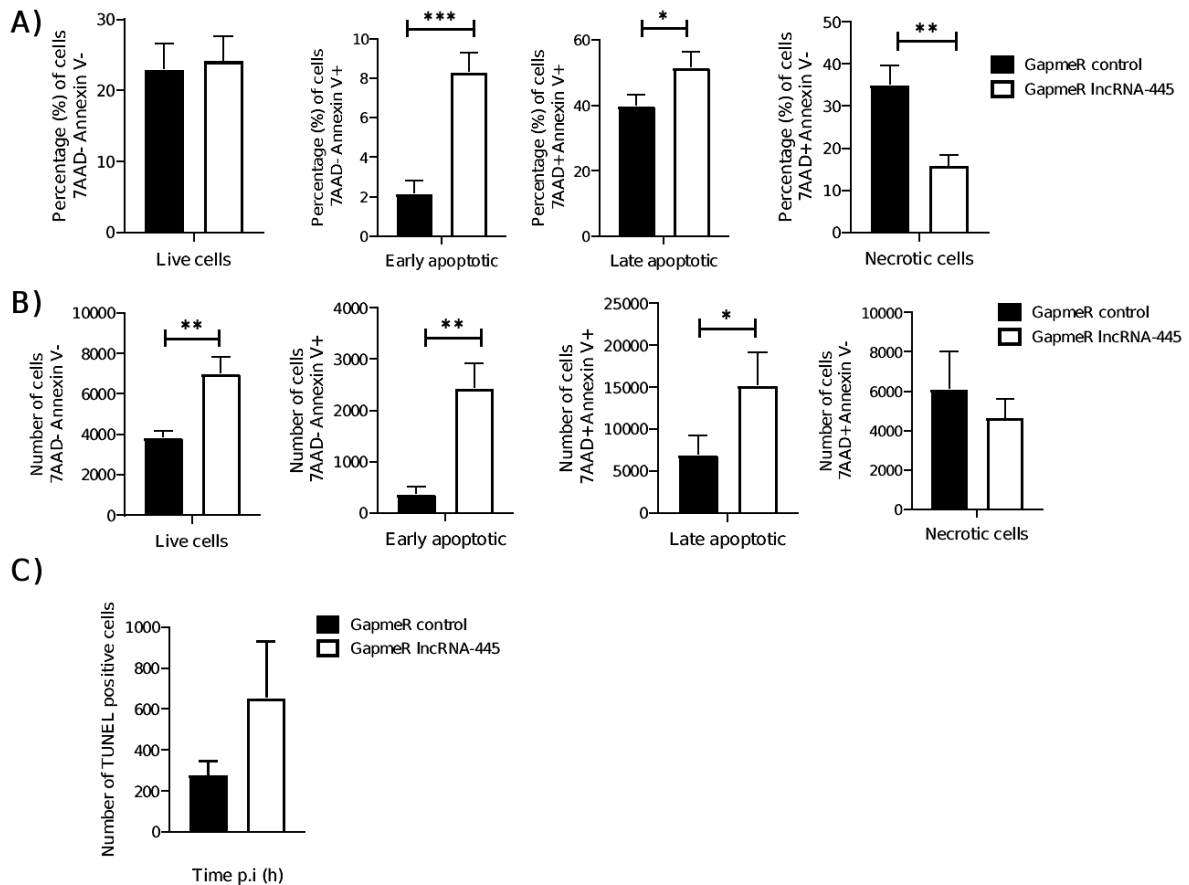 A)
Percentage (%) of cells
7AAD- Annexin V-
30
20
10
0
Live cells
Percentage (%) of cells
7AAD- Annexin V+
10
8
6
4
2
0
***
Early apoptotic
Percentage (%) of cells
7AAD+Annexin V+
60
40
20
0
*
Late apoptotic
Percentage (%) of cells
7AAD+Annexin V-
50
40
30
20
10
0
**
Necrotic cells
GapmeR control
GapmeR lncRNA-445
B)
Number of cells
7AAD- Annexin V-
10000
8000
6000
4000
2000
0
**
Live cells
Number of cells
7AAD- Annexin V+
4000
3000
2000
1000
0
**
Early apoptotic
Number of cells
7AAD+Annexin V+
25000
20000
15000
10000
5000
0
*
Late apoptotic
Number of cells
7AAD+Annexin V-
10000
8000
6000
4000
2000
0
Necrotic cells
GapmeR control
GapmeR lncRNA-445
C)
Number of TUNEL positive cells
1000
800
600
400
200
0
Time p.i (h)
GapmeR control
GapmeR lncRNA-445